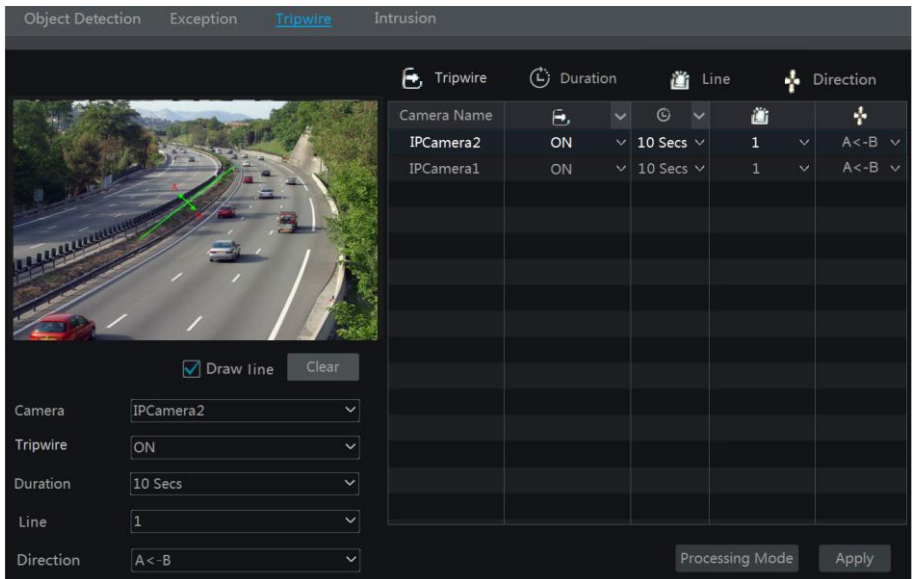 Object Detection Exception Tripwire Intrusion
Tripwire Duration Line Direction
Camera Name
IPCamera2 ON 10 Secs 1 A<-B
IPCamera1 ON 10 Secs 1 A<-B
A
Draw line Clear
Camera IPCamera2
Tripwire ON
Duration 10 Secs
Line 1
Direction A<-B
Processing Mode Apply